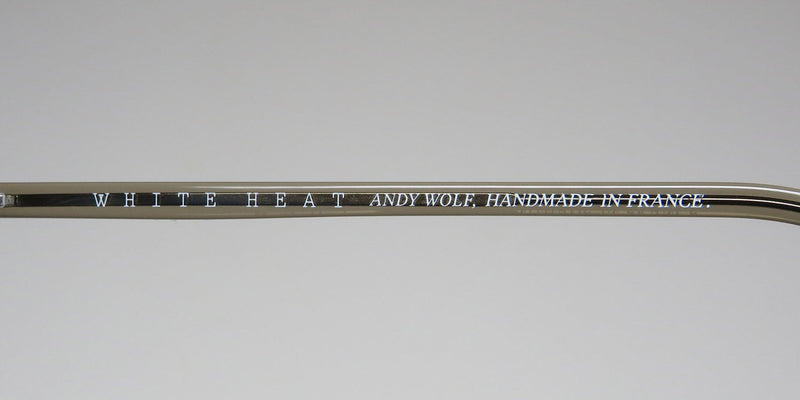 WHITE HEAT ANDY WOLF. HANDMADE IN FRANCE.